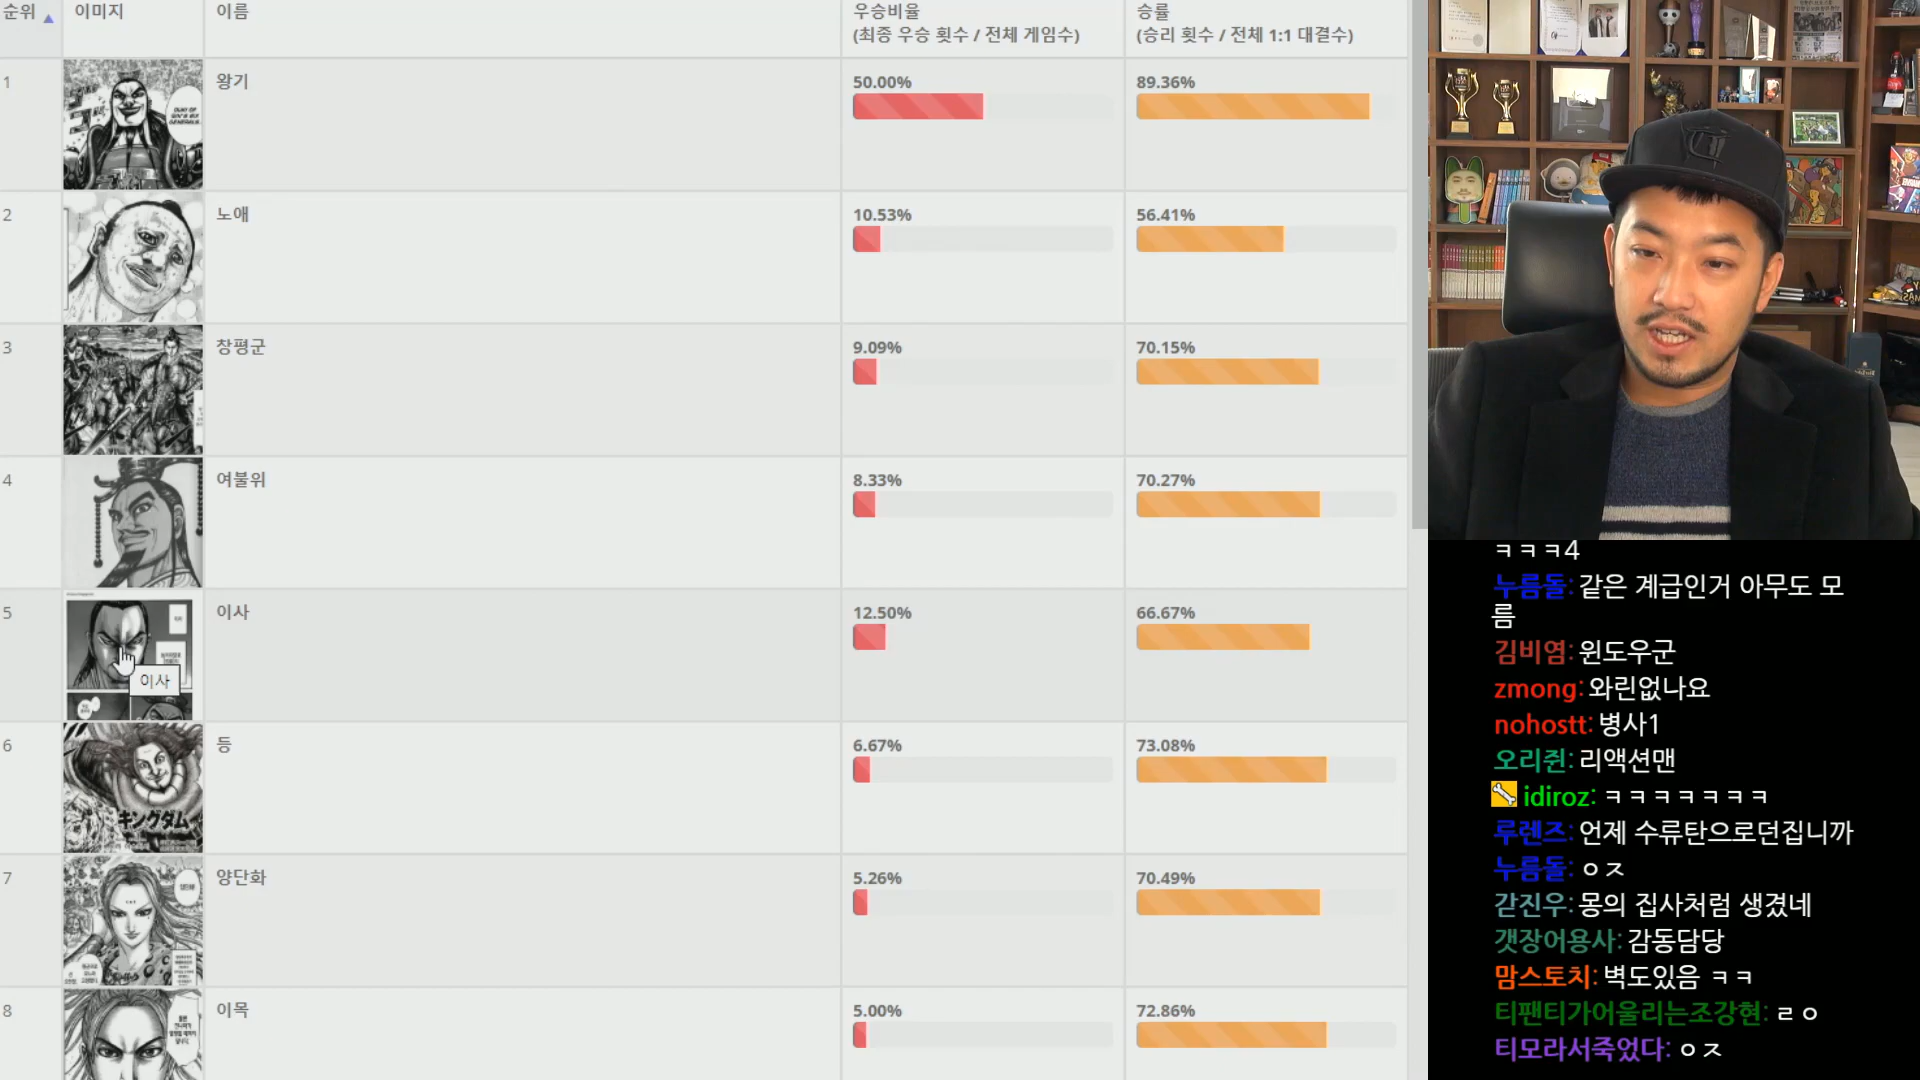 순위 이미지 이름 우승비율 승률
(최종 우승 횟수 / 전체 게임수) (승리 횟수 / 전체 1:1 대결수)
1 왕기 50.00% 89.36%
2 노애 10.53% 56.41%
3 창평군 9.09% 70.15%
4 여불위 8.33% 70.27%
5 이사 12.50% 66.67%
이사
6 등 6.67% 73.08%
キングダム
7 양단화 5.26% 70.49%
8 이목 5.00% 72.86%
ㅋㅋㅋ4
누름돌: 같은 계급인거 아무도 모
름
김비염: 윈도우군
zmong: 와린없나요
nohostt: 병사1
오리쥔: 리액션맨
idiroz: ㅋㅋㅋㅋㅋㅋㅋ
루렌즈: 언제 수류탄으로던집니까
누름돌: ㅇㅈ
갇진우: 몽의 집사처럼 생겼네
갯장어용사: 감동담당
맘스토치: 벽도있음 ㅋㅋ
티팬티가어울리는조강현: ㄹㅇ
티모라서죽었다: ㅇㅈ